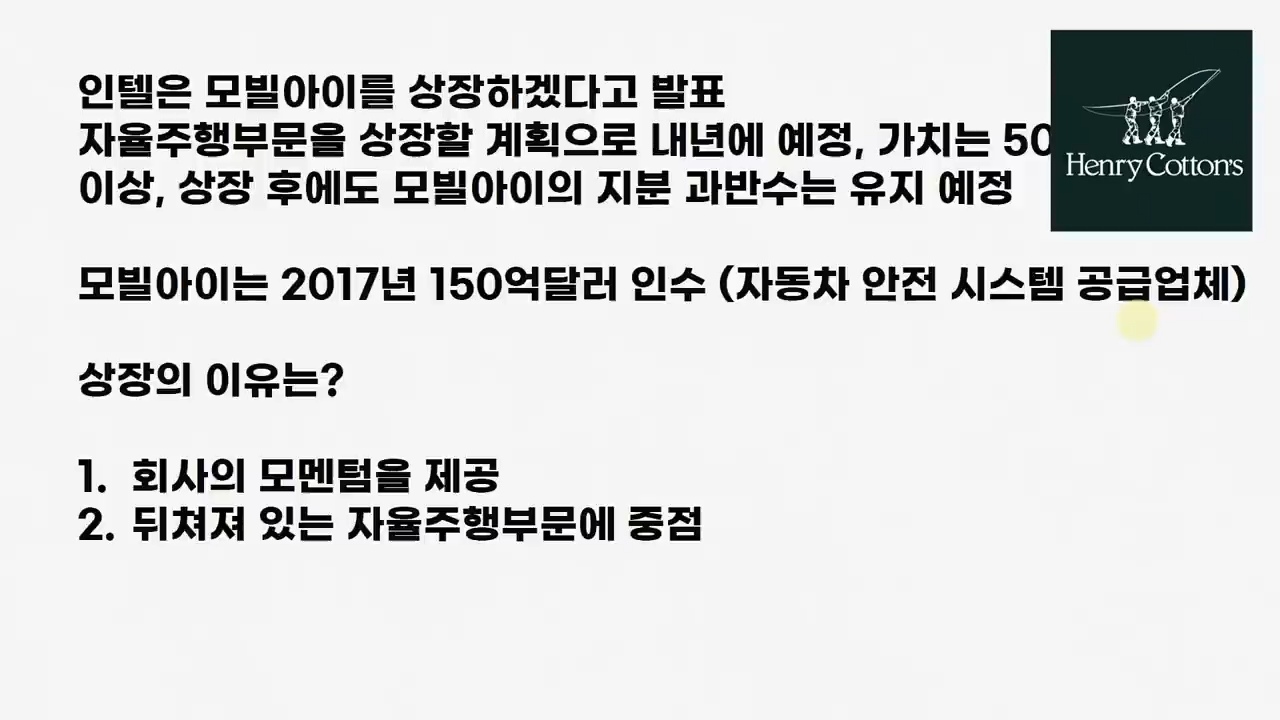 인텔은 모빌아이를 상장하겠다고 발표
자율주행부문을 상장할 계획으로 내년에 예정, 가치는 50
이상, 상장 후에도 모빌아이의 지분 과반수는 유지 예정
Henry Cotton's
모빌아이는 2017년 150억달러 인수 (자동차 안전 시스템 공급업체)
상장의 이유는?
1. 회사의 모멘텀을 제공
2. 뒤쳐져 있는 자율주행부문에 중점